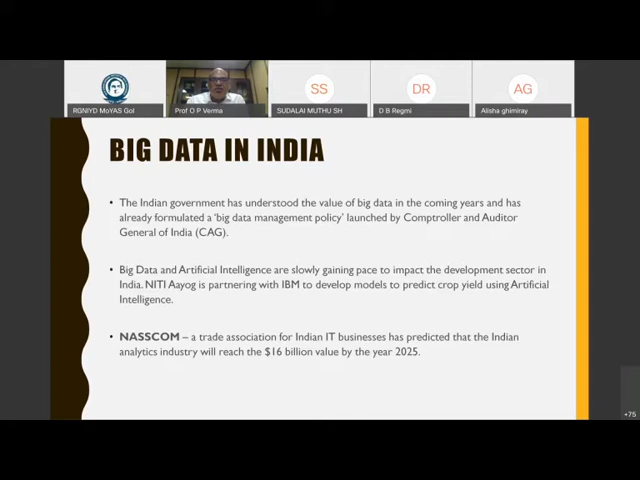 SS
DR
AG
RGNIYD MoYAS GoI
Prof O P Verma
SUDALAI MUTHU SH
D B Regmi
Alisha ghimiray
BIG DATA IN INDIA
• The Indian government has understood the value of big data in the coming years and has
already formulated a ‘big data management policy’ launched by Comptroller and Auditor
General of India (CAG).
• Big Data and Artificial Intelligence are slowly gaining pace to impact the development sector in
India. NITI Aayog is partnering with IBM to develop models to predict crop yield using Artificial
Intelligence.
• NASSCOM – a trade association for Indian IT businesses has predicted that the Indian
analytics industry will reach the $16 billion value by the year 2025.
+75